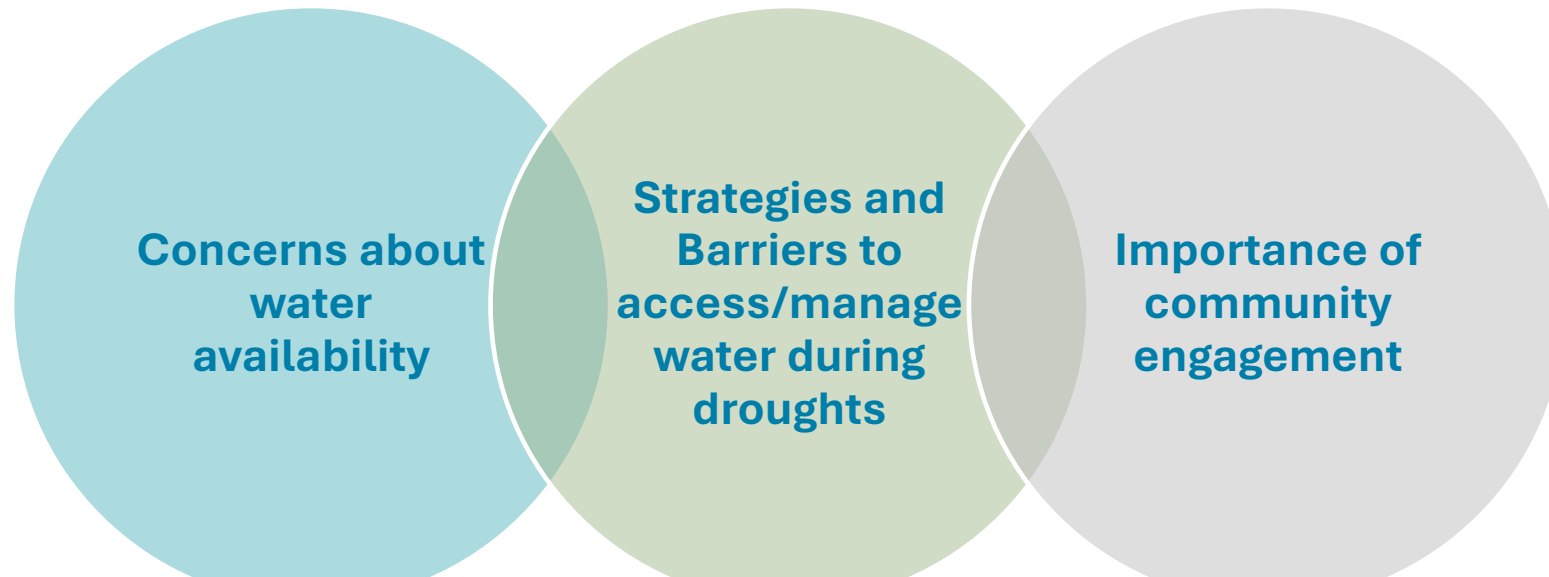 Concerns about
water
availability
Strategies and
Barriers to
access/manage
water during
droughts
Importance of
community
engagement